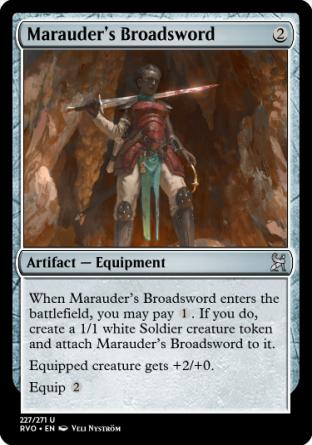 Marauder's Broadsword 2
Artifact — Equipment
When Marauder's Broadsword enters the
battlefield, you may pay 1. If you do,
create a 1/1 white Soldier creature token
and attach Marauder's Broadsword to it.
Equipped creature gets +2/+0.
Equip 2
227/271 U
RVO • EN Veli Nyström